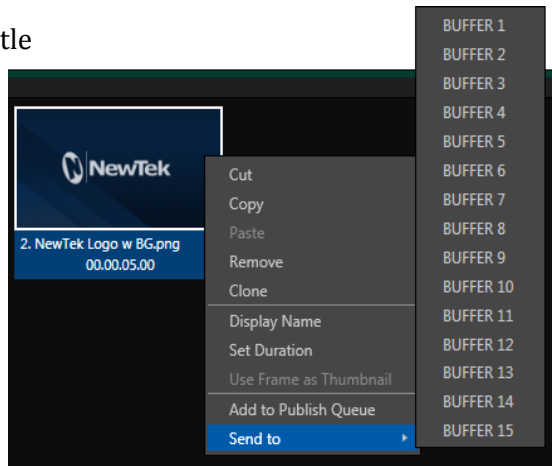 tle
NewTek
2. NewTek Logo w BG.png
00.00.05.00
Cut
Copy
Paste
Remove
Clone
Display Name
Set Duration
Use Frame as Thumbnail
Add to Publish Queue
Send to
BUFFER 1
BUFFER 2
BUFFER 3
BUFFER 4
BUFFER 5
BUFFER 6
BUFFER 7
BUFFER 8
BUFFER 9
BUFFER 10
BUFFER 11
BUFFER 12
BUFFER 13
BUFFER 14
BUFFER 15